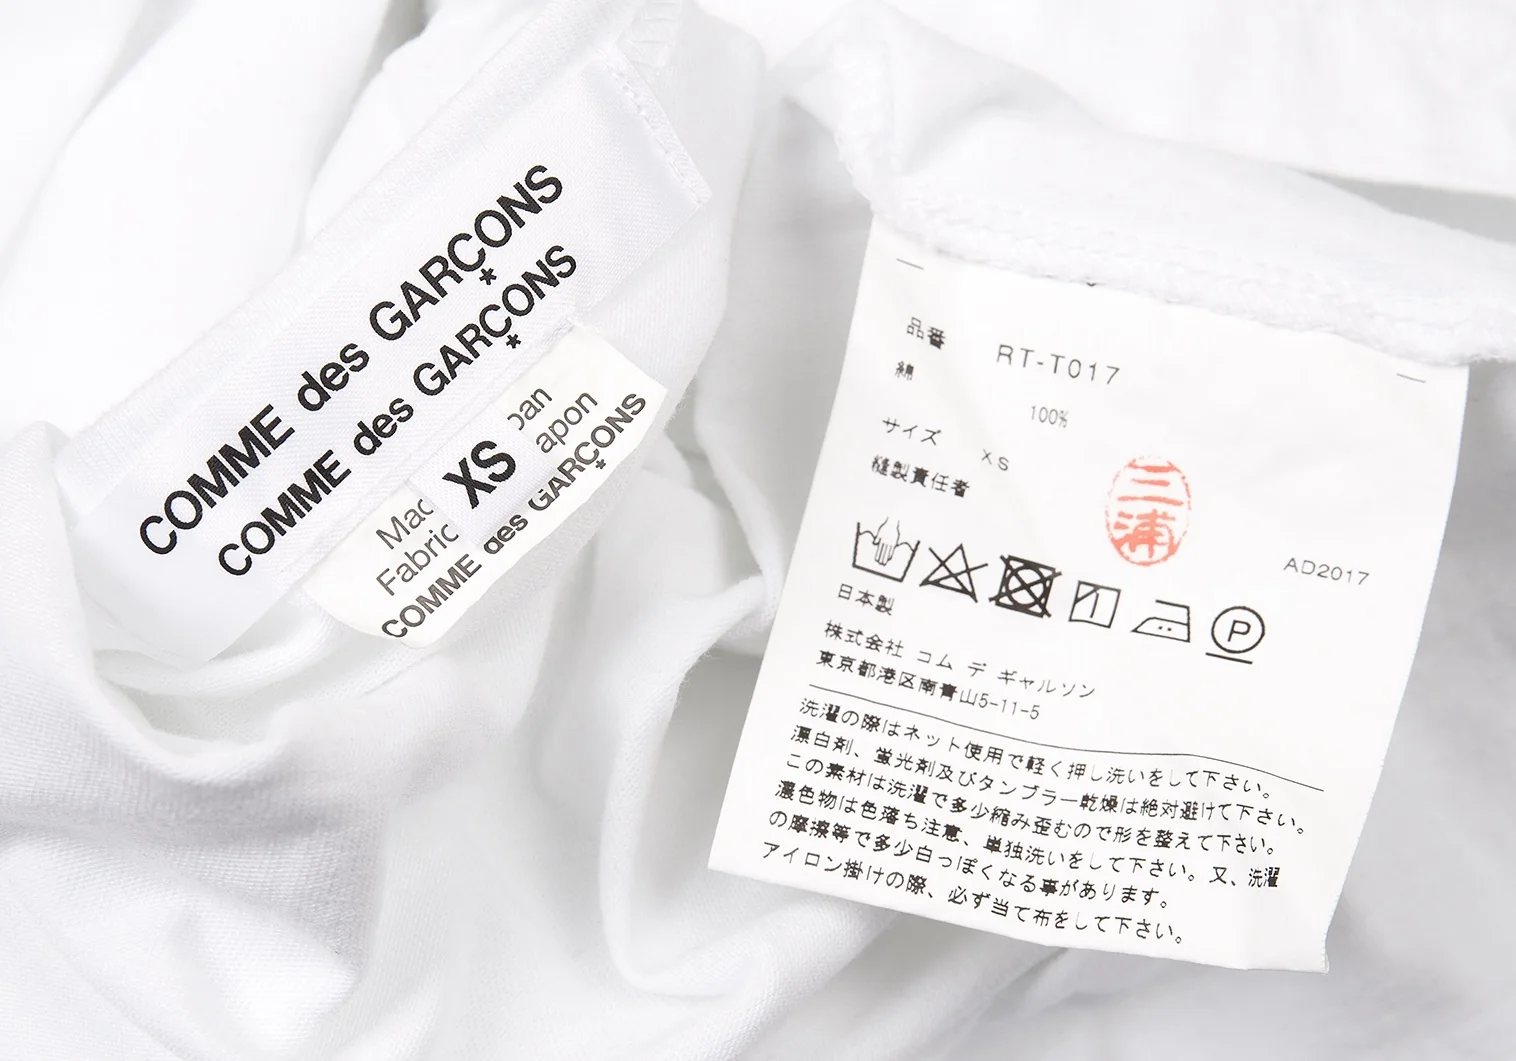 COMME des GARÇONS
COMME des GARÇONS
XS
pan
apon
Fabric
COMME des GARÇONS
品番 RT-T017
綿 100%
サイズ XS
縫製責任者
三浦
AD2017
P
日本製
株式会社 コム デ ギャルソン
東京都港区南青山5-11-5
洗濯の際はネット使用で軽く押し洗いをして下さい。
漂白剤、蛍光剤及びタンブラー乾燥は絶対避けて下さい。
この素材は洗濯で多少縮み歪むので形を整えて下さい。
濃色物は色落ち注意、単独洗いをして下さい。又、洗濯
の摩擦等で多少白っぽくなる事があります。
アイロン掛けの際、必ず当て布をして下さい。